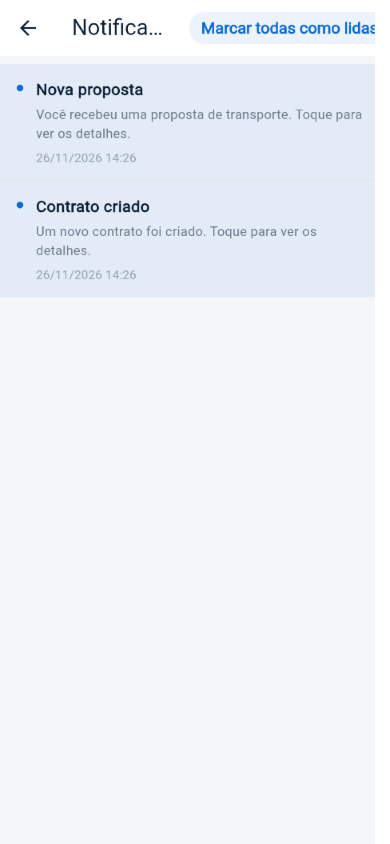 Notifica...
Marcar todas como lidas
Nova proposta
Você recebeu uma proposta de transporte. Toque para
ver os detalhes.
26/11/2026 14:26
Contrato criado
Um novo contrato foi criado. Toque para ver os
detalhes.
26/11/2026 14:26